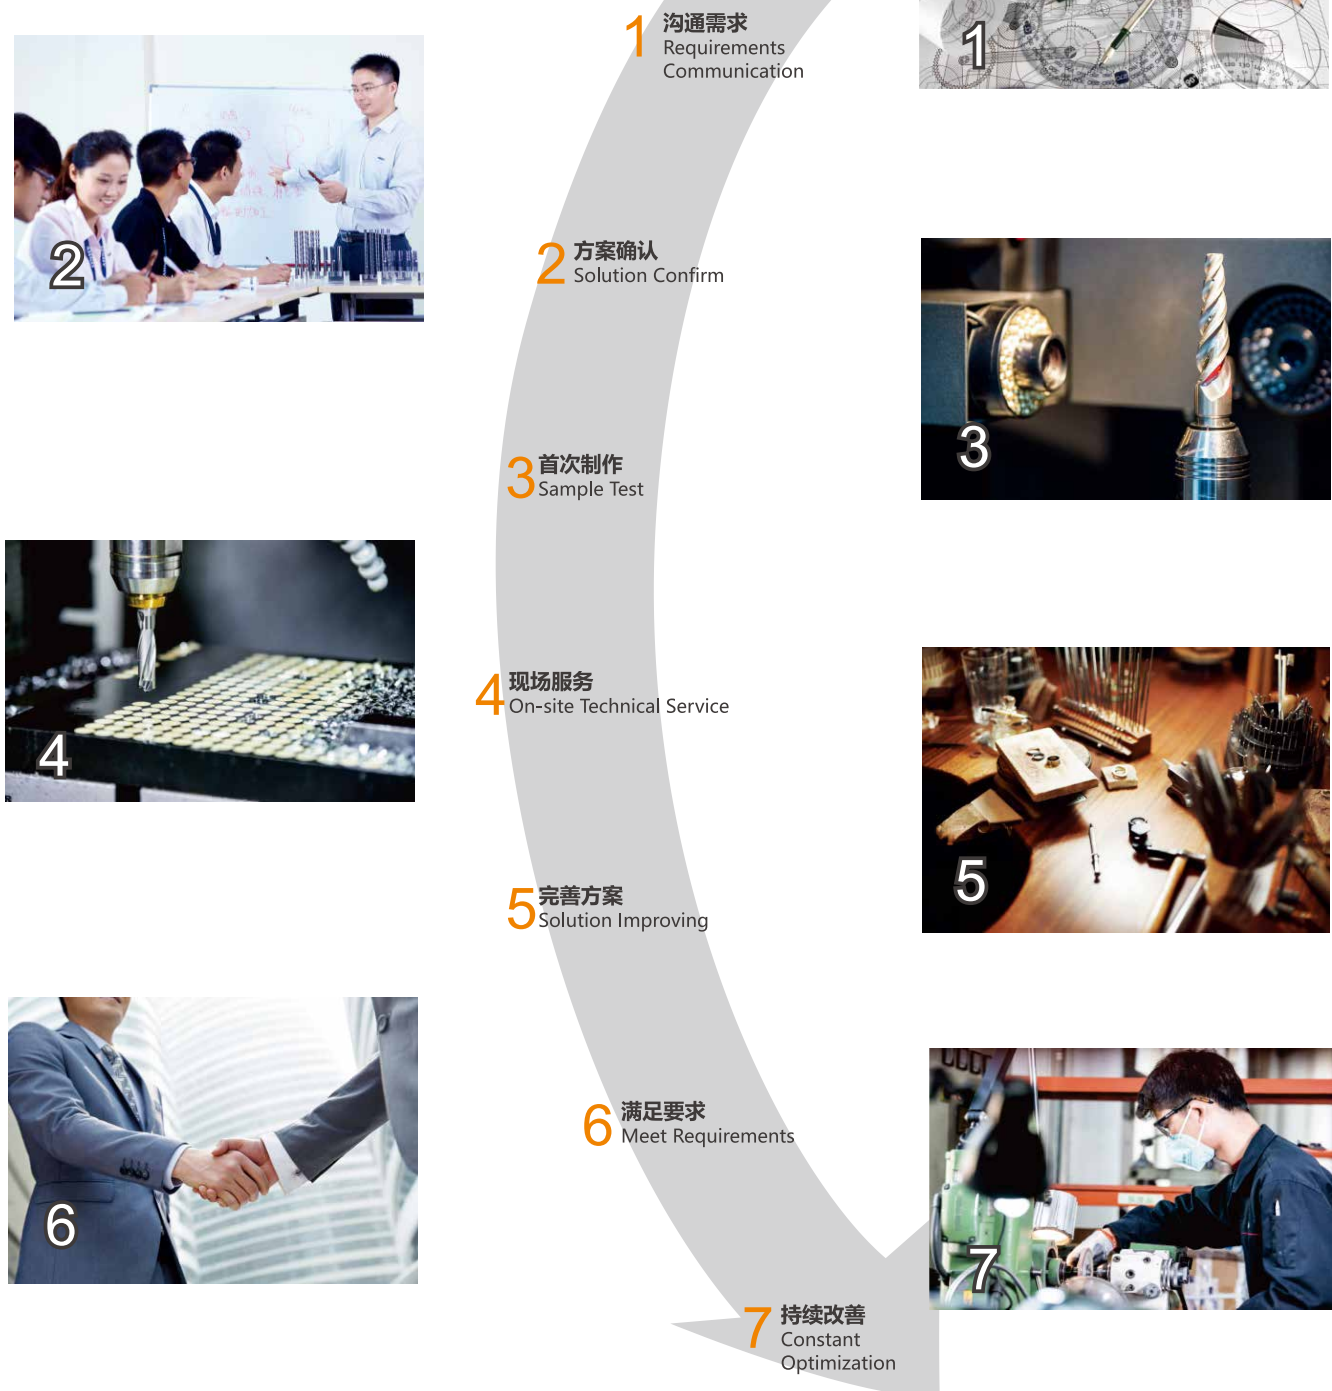 1
沟通需求
Requirements
Communication
1
2
2
方案确认
Solution Confirm
3
3
首次制作
Sample Test
4
现场服务
On-site Technical Service
4
5
5
完善方案
Solution Improving
6
满足要求
Meet Requirements
6
7
7
持续改善
Constant
Optimization